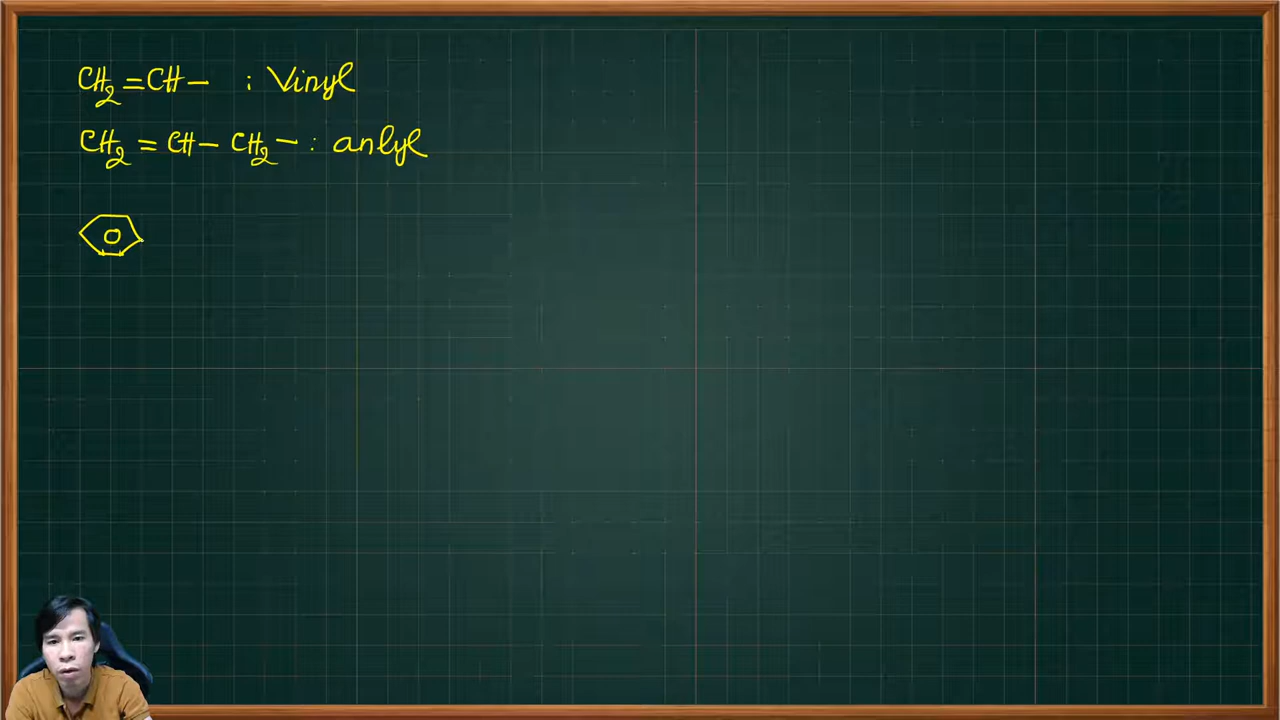 CH₂=CH– : Vinyl
CH₂ = CH – CH₂ – : anlyl